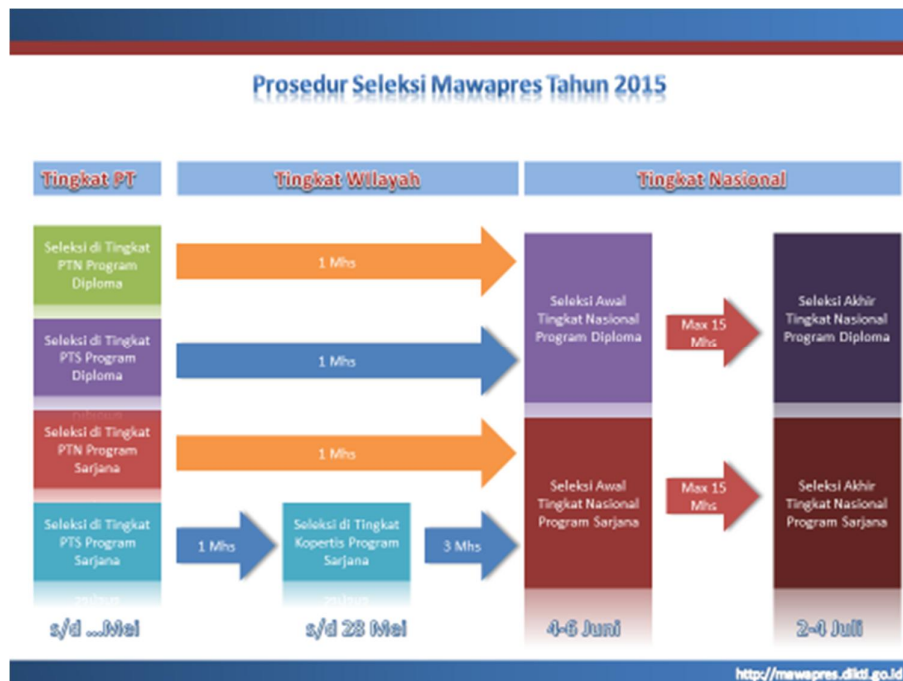 Prosedur Seleksi Mawapres Tahun 2015
Tingkat PT
Tingkat Wilayah
Tingkat Nasional
Seleksi di Tingkat
PTN Program
Diploma
1 Mhs
Seleksi di Tingkat
PTS Program
Diploma
1 Mhs
Seleksi di Tingkat
PTN Program
Sarjana
1 Mhs
Seleksi di Tingkat
PTS Program
Sarjana
1 Mhs
Seleksi di Tingkat
Kopertis Program
Sarjana
3 Mhs
Seleksi Awal
Tingkat Nasional
Program Diploma
Max 15
Mhs
Seleksi Akhir
Tingkat Nasional
Program Diploma
Seleksi Awal
Tingkat Nasional
Program Sarjana
Max 15
Mhs
Seleksi Akhir
Tingkat Nasional
Program Sarjana
s/d ...Mei
s/d 28 Mei
4-6 Juni
2-4 Juli
http://mawapres.dikti.go.id